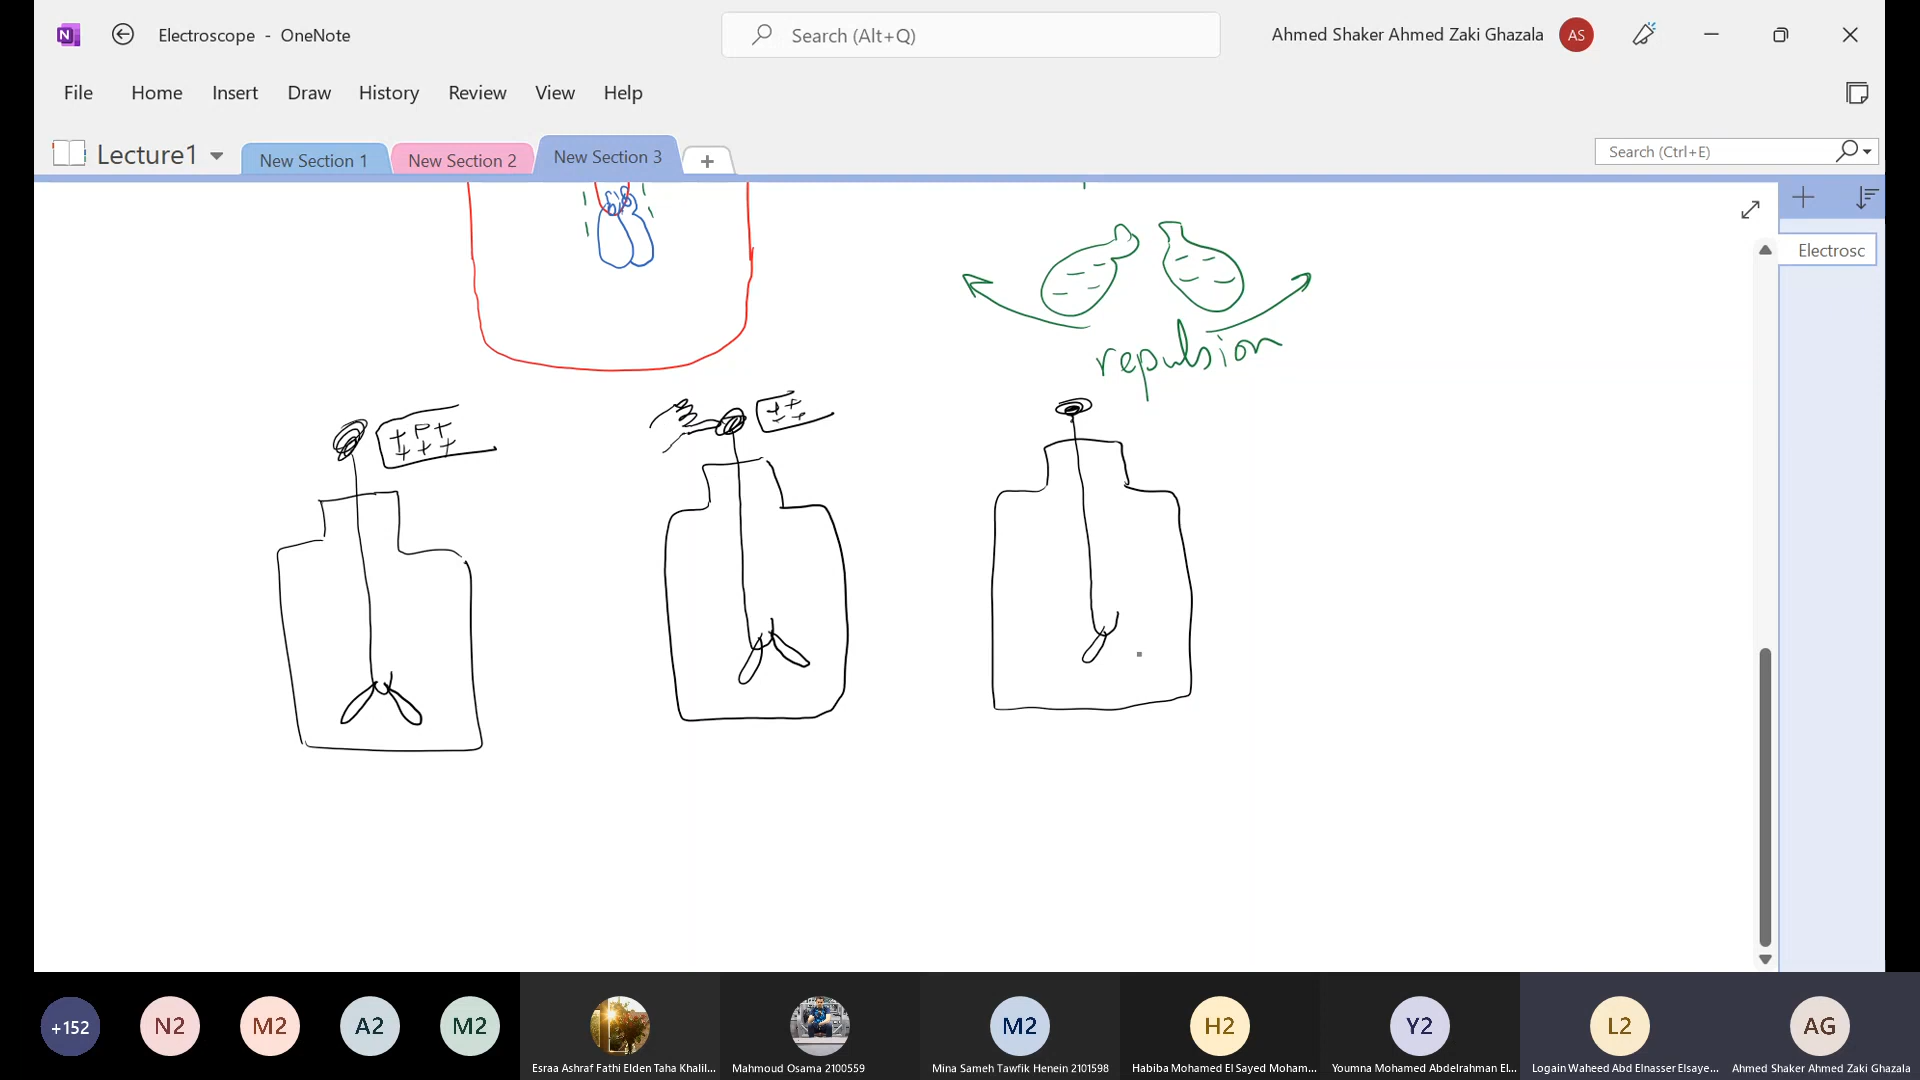 Electroscope - OneNote
Search (Alt+Q)
Ahmed Shaker Ahmed Zaki Ghazala
AS
File Home Insert Draw History Review View Help
Lecture1
New Section 1
New Section 2
New Section 3
+
Search (Ctrl+E)
Electrosc
repulsion
+ P +
+ + +
+ +
+ +
+152
N2
M2
A2
M2
Esraa Ashraf Fathi Elden Taha Khalil...
Mahmoud Osama 2100559
M2
Mina Sameh Tawfik Henein 2101598
H2
Habiba Mohamed El Sayed Moham...
Y2
Youmna Mohamed Abdelrahman El...
L2
Logain Waheed Abd Elnasser Elsaye...
AG
Ahmed Shaker Ahmed Zaki Ghazala